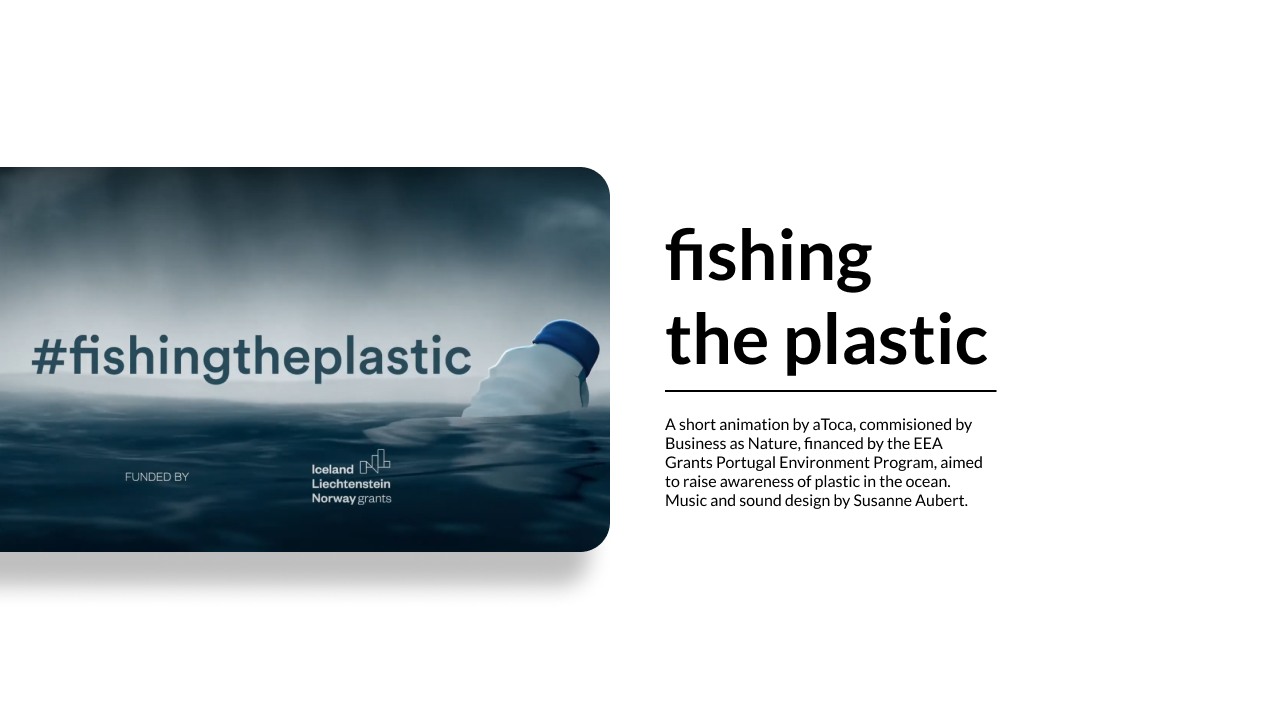 #fishingtheplastic
FUNDED BY
Iceland
Liechtenstein
Norway grants
fishing
the plastic
A short animation by aToca, commisioned by
Business as Nature, financed by the EEA
Grants Portugal Environment Program, aimed
to raise awareness of plastic in the ocean.
Music and sound design by Susanne Aubert.